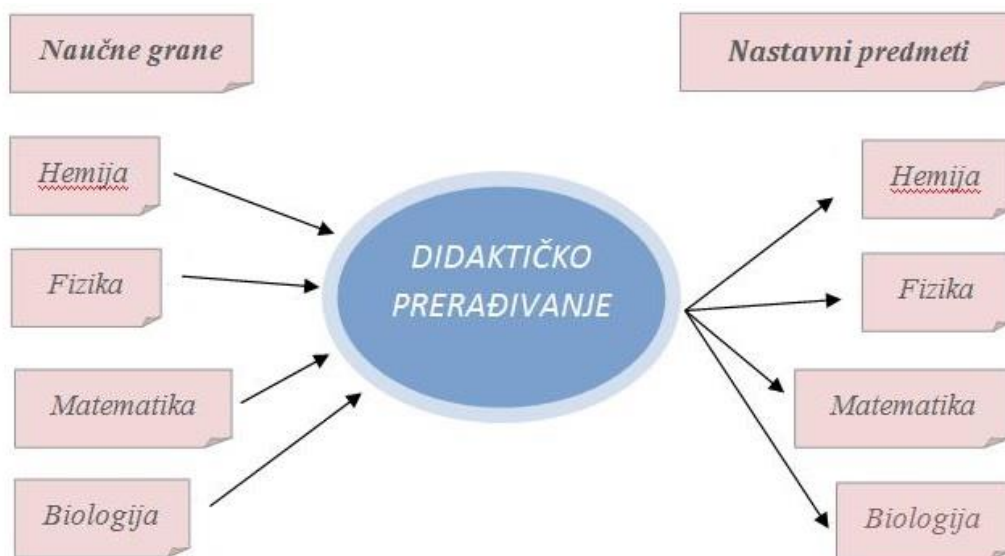 Naučne grane
Nastavni predmeti
Hemija
Fizika
Matematika
Biologija
DIDAKTIČKO
PRERAĐIVANJE
Hemija
Fizika
Matematika
Biologija